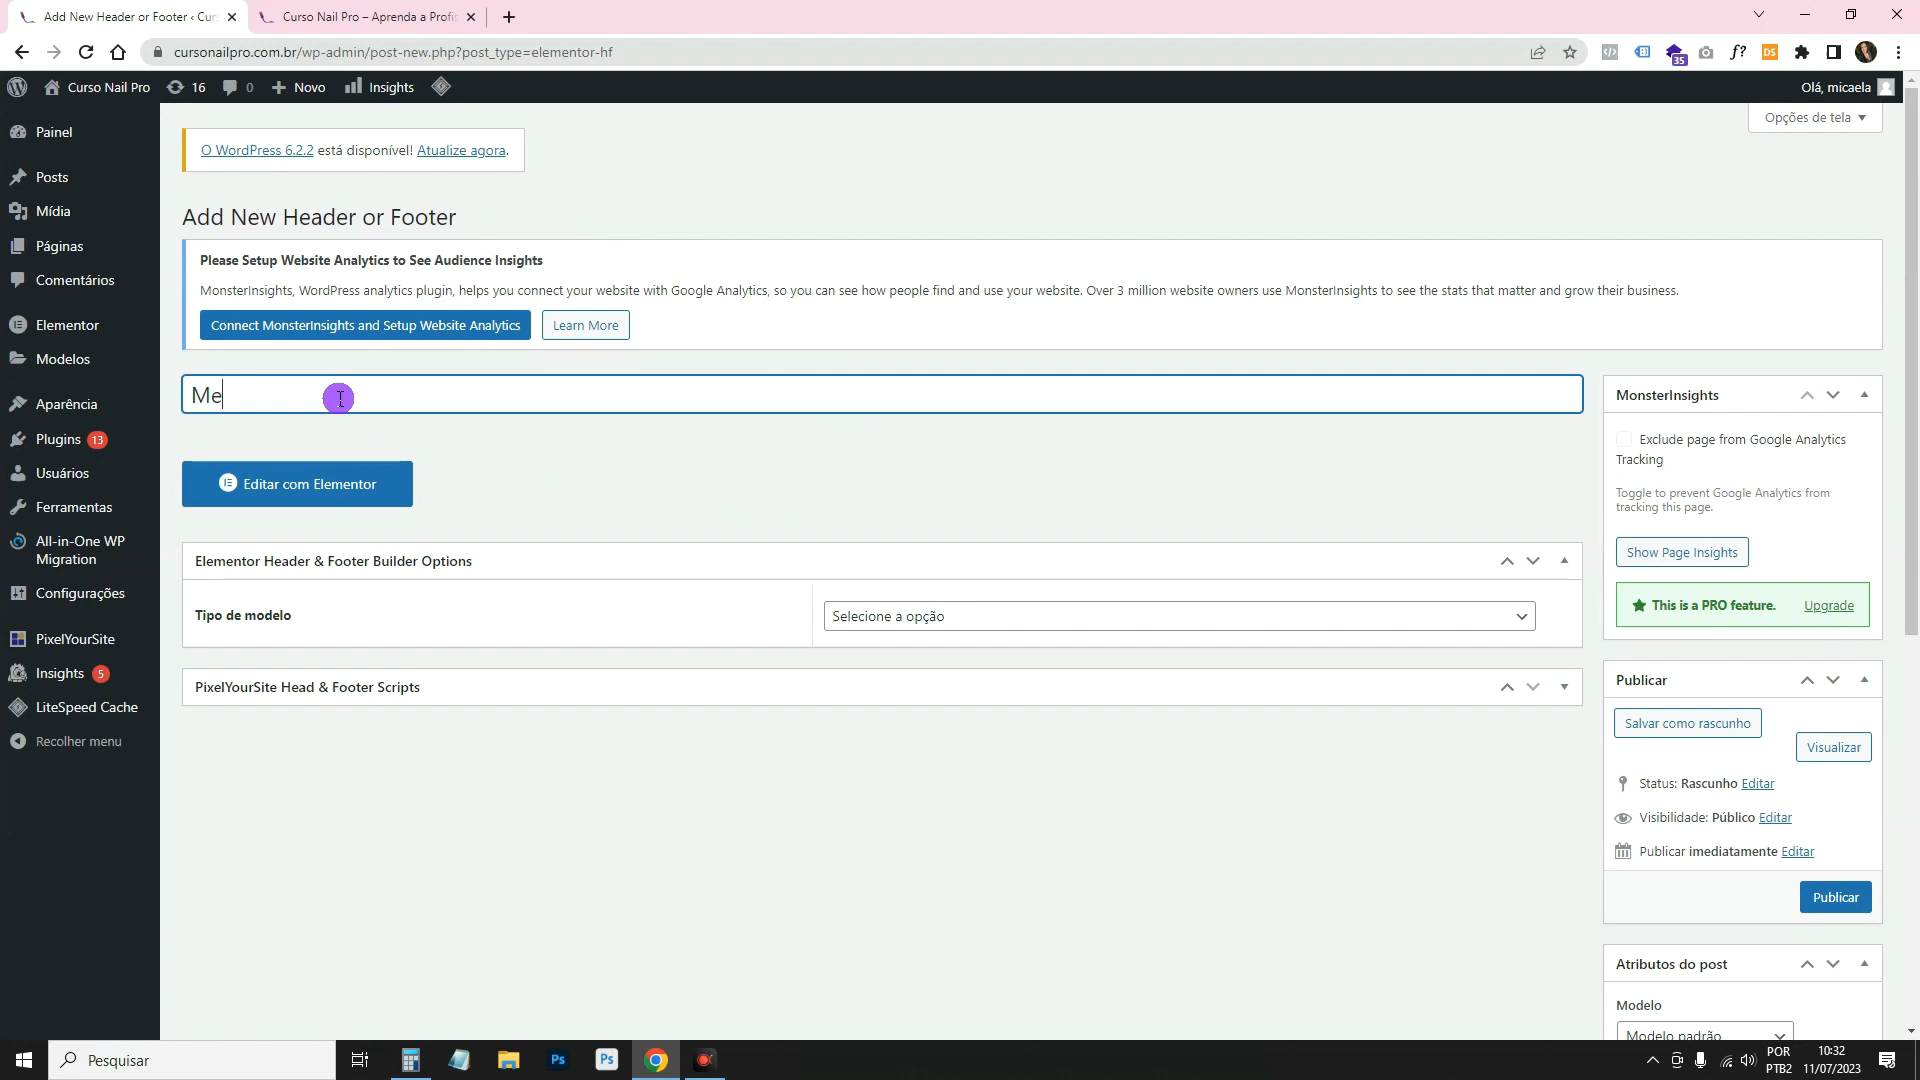 Add New Header or Footer ‹ Cur
Curso Nail Pro – Aprenda a Profis
cursonailpro.com.br/wp-admin/post-new.php?post_type=elementor-hf
35
f?
DS
Curso Nail Pro
16
0
Novo
Insights
Olá, micaela
Opções de tela
Painel
Posts
Mídia
Páginas
Comentários
Elementor
Modelos
Aparência
Plugins 13
Usuários
Ferramentas
All-in-One WP
Migration
Configurações
PixelYourSite
Insights 5
LiteSpeed Cache
Recolher menu
O WordPress 6.2.2 está disponível! Atualize agora.
Add New Header or Footer
Please Setup Website Analytics to See Audience Insights
MonsterInsights, WordPress analytics plugin, helps you connect your website with Google Analytics, so you can see how people find and use your website. Over 3 million website owners use MonsterInsights to see the stats that matter and grow their business.
Connect MonsterInsights and Setup Website Analytics
Learn More
Me
Editar com Elementor
Elementor Header & Footer Builder Options
Tipo de modelo
Selecione a opção
PixelYourSite Head & Footer Scripts
MonsterInsights
Exclude page from Google Analytics
Tracking
Toggle to prevent Google Analytics from
tracking this page.
Show Page Insights
This is a PRO feature. Upgrade
Publicar
Salvar como rascunho
Visualizar
Status: Rascunho Editar
Visibilidade: Público Editar
Publicar imediatamente Editar
Publicar
Atributos do post
Modelo
Modelo padrão
Pesquisar
Ps
Ps
POR
PTB2
10:32
11/07/2023